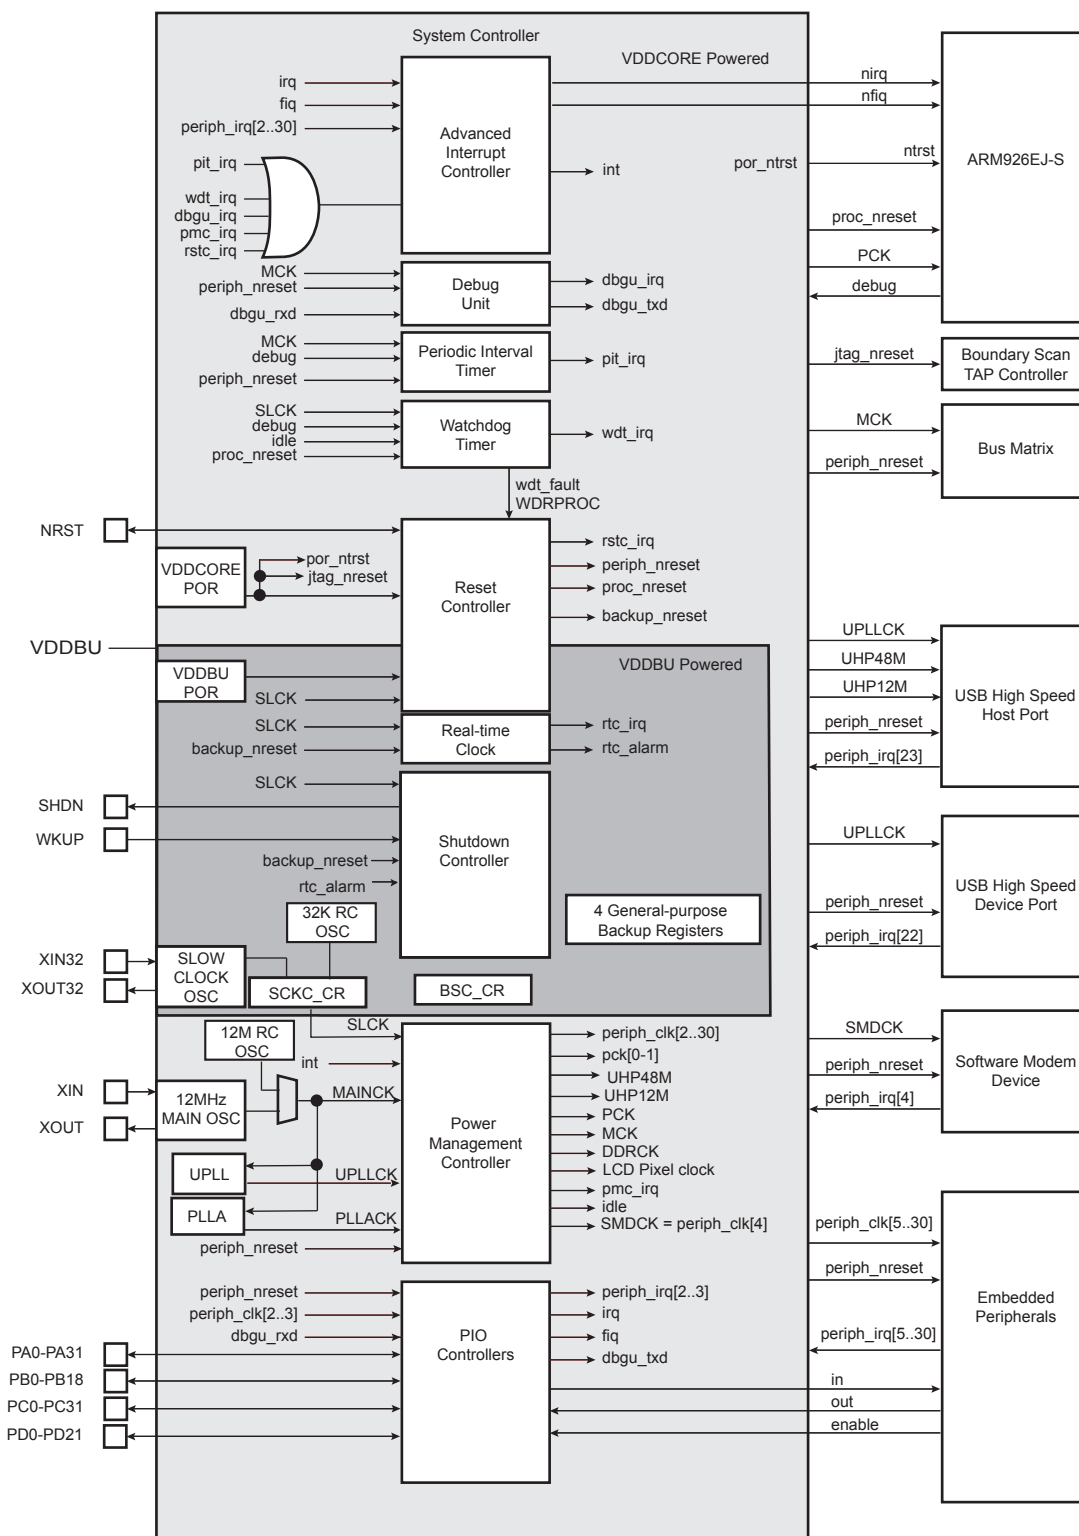 System Controller
VDDCORE Powered
irq
fiq
periph_irq[2..30]
pit_irq
wdt_irq
dbgu_irq
pmc_irq
rstc_irq
Advanced
Interrupt
Controller
int
nirq
nfiq
por_ntrst
ntrst
proc_nreset
PCK
debug
ARM926EJ-S
MCK
periph_nreset
dbgu_rxd
Debug
Unit
dbgu_irq
dbgu_txd
MCK
debug
periph_nreset
Periodic Interval
Timer
pit_irq
jtag_nreset
Boundary Scan
TAP Controller
SLCK
debug
idle
proc_nreset
Watchdog
Timer
wdt_irq
MCK
periph_nreset
Bus Matrix
wdt_fault
WDRPROC
NRST
VDDCORE
POR
por_ntrst
jtag_nreset
Reset
Controller
rstc_irq
periph_nreset
proc_nreset
backup_nreset
VDDBU
VDDBU Powered
VDDBU
POR
SLCK
UPLLCK
UHP48M
UHP12M
periph_nreset
periph_irq[23]
USB High Speed
Host Port
SLCK
backup_nreset
Real-time
Clock
rtc_irq
rtc_alarm
SLCK
SHDN
WKUP
backup_nreset
rtc_alarm
Shutdown
Controller
UPLLCK
periph_nreset
periph_irq[22]
USB High Speed
Device Port
32K RC
OSC
4 General-purpose
Backup Registers
XIN32
XOUT32
SLOW
CLOCK
OSC
SCKC_CR
BSC_CR
SLCK
12M RC
OSC
int
XIN
XOUT
12MHz
MAIN OSC
MAINCK
UPLL
UPLLCK
PLLA
PLLACK
periph_nreset
Power
Management
Controller
periph_clk[2..30]
pck[0-1]
UHP48M
UHP12M
PCK
MCK
DDRCK
LCD Pixel clock
pmc_irq
idle
SMDCK = periph_clk[4]
SMDCK
periph_nreset
periph_irq[4]
Software Modem
Device
periph_nreset
periph_clk[2..3]
dbgu_rxd
PA0-PA31
PB0-PB18
PC0-PC31
PD0-PD21
PIO
Controllers
periph_irq[2..3]
irq
fiq
dbgu_txd
periph_clk[5..30]
periph_nreset
periph_irq[5..30]
in
out
enable
Embedded
Peripherals